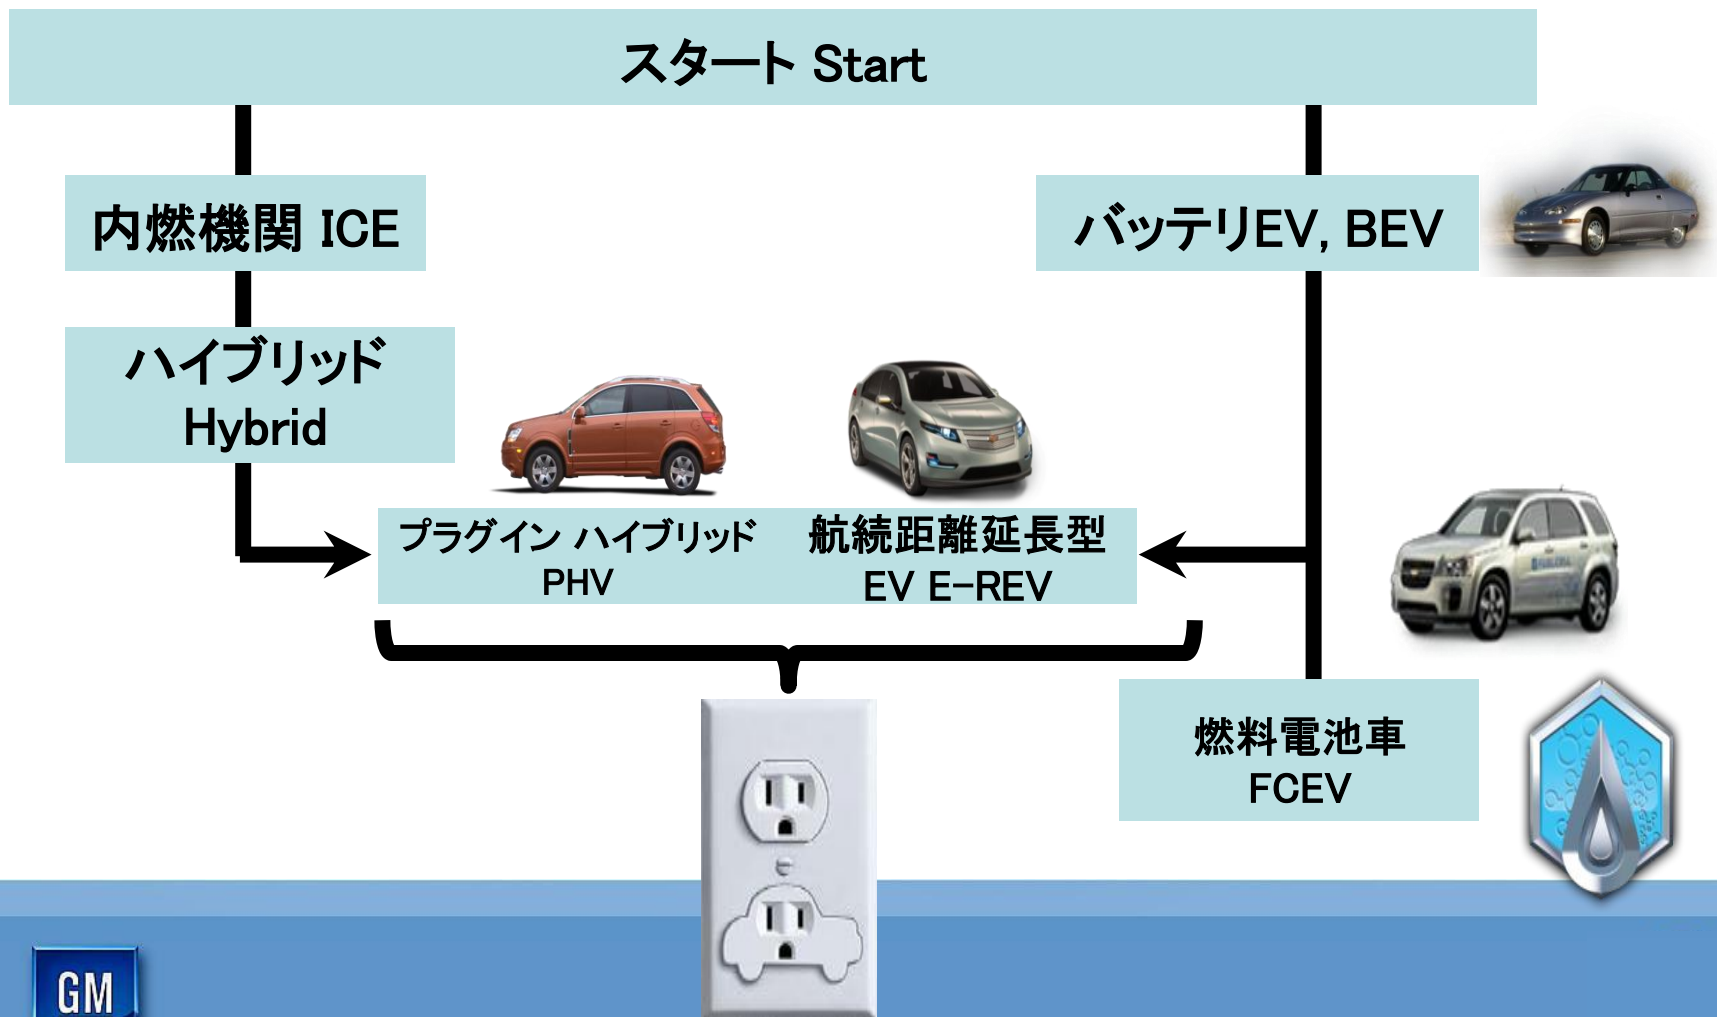 スタート Start
内燃機関 ICE
バッテリEV, BEV
ハイブリッド
Hybrid
プラグイン ハイブリッド
PHV
航続距離延長型
EV E-REV
燃料電池車
FCEV
GM